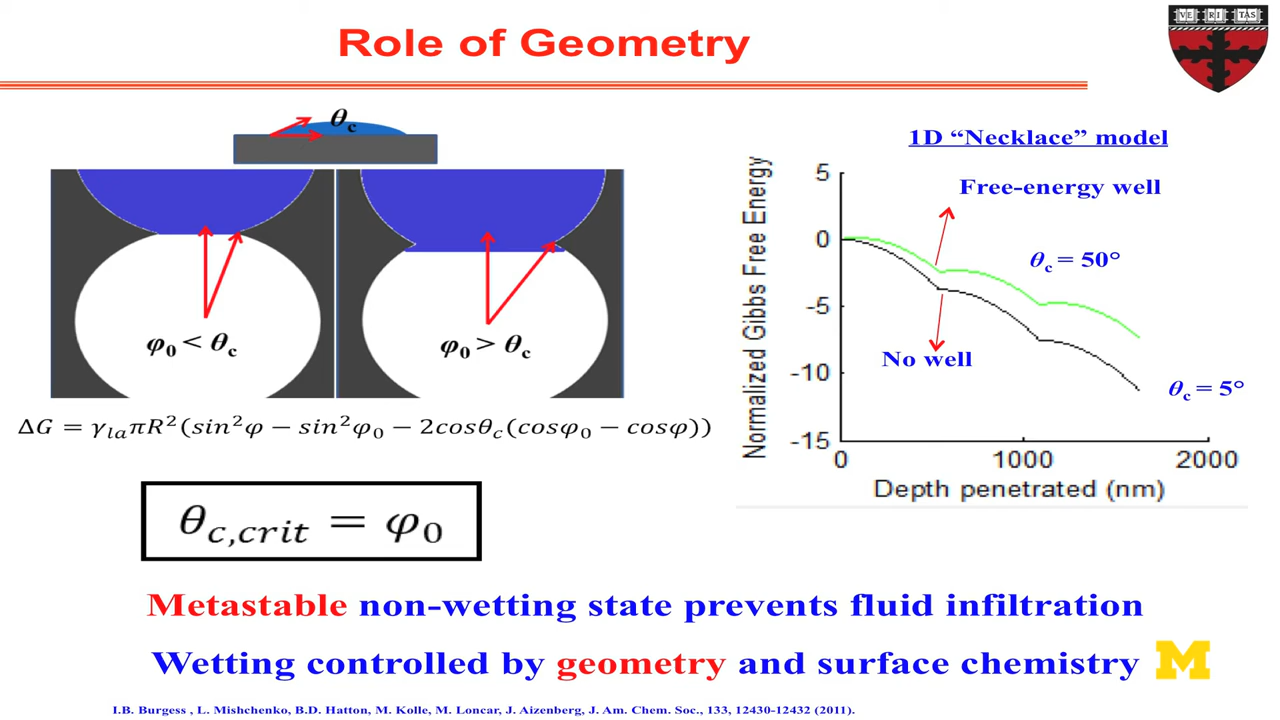 Role of Geometry
VE RI TAS
θc
φ0 < θc
φ0 > θc
ΔG = γlaπR²(sin²φ − sin²φ0 − 2cosθc(cosφ0 − cosφ))
θc,crit = φ0
1D “Necklace” model
Normalized Gibbs Free Energy
5
0
-5
-10
-15
Free-energy well
θc = 50°
No well
θc = 5°
0 1000 2000
Depth penetrated (nm)
Metastable non-wetting state prevents fluid infiltration
Wetting controlled by geometry and surface chemistry
M
I.B. Burgess , L. Mishchenko, B.D. Hatton, M. Kolle, M. Loncar, J. Aizenberg, J. Am. Chem. Soc., 133, 12430-12432 (2011).